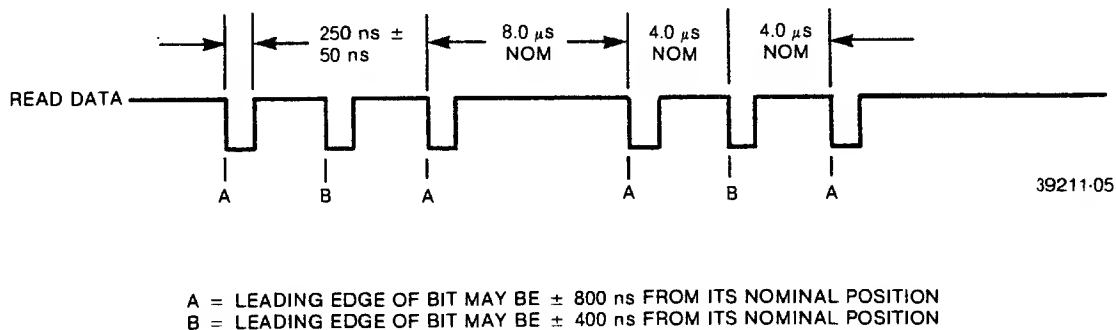 250 ns ±
50 ns
8.0 μs
NOM
4.0 μs
NOM
4.0 μs
NOM
READ DATA
A B A A B A
39211-05
A = LEADING EDGE OF BIT MAY BE ± 800 ns FROM ITS NOMINAL POSITION
B = LEADING EDGE OF BIT MAY BE ± 400 ns FROM ITS NOMINAL POSITION